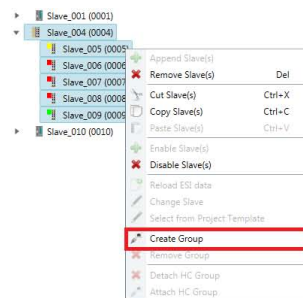 Slave_001 (0001)
Slave_004 (0004)
Slave_005 (0005)
Slave_006 (0006
Slave_007 (0007
Slave_008 (0008
Slave_009 (0009
Slave_010 (0010)
Append Slave(s)
Remove Slave(s) Del
Cut Slave(s) Ctrl+X
Copy Slave(s) Ctrl+C
Paste Slave(s) Ctrl+V
Enable Slave(s)
Disable Slave(s)
Reload ESI data
Change Slave
Select from Project Template
Create Group
Remove Group
Detach HC Group
Attach HC Group